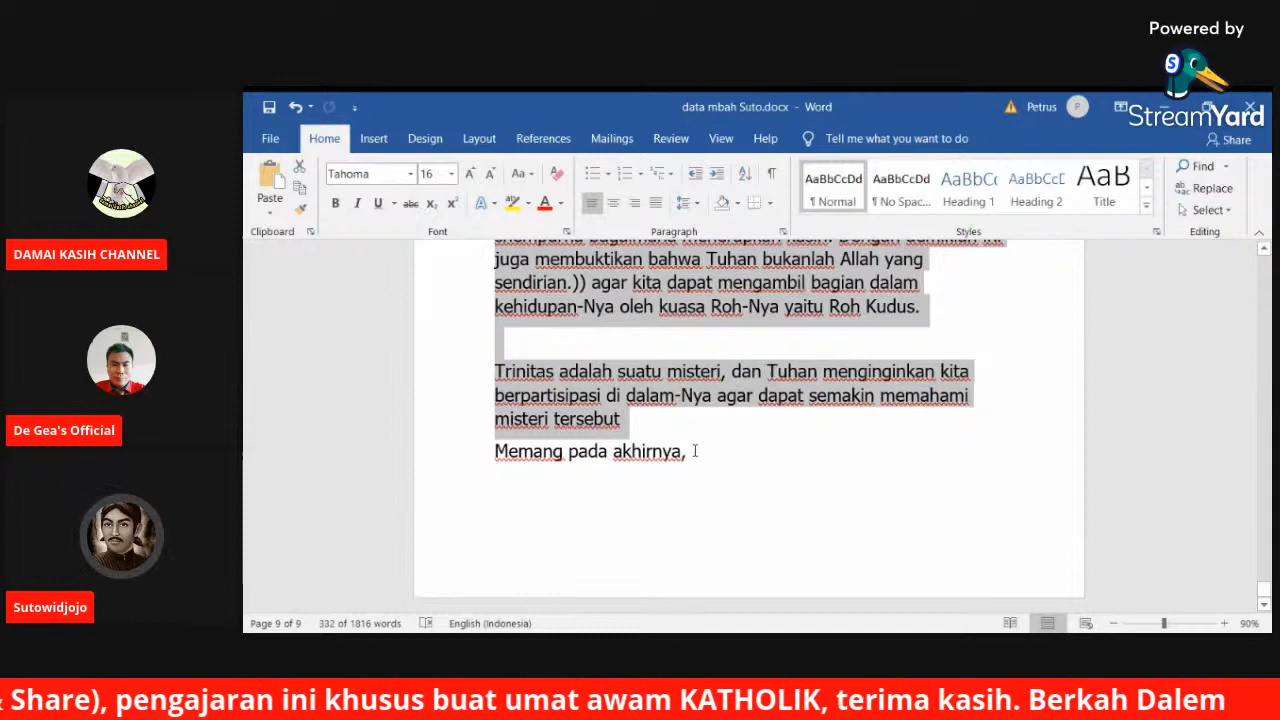 Powered by
StreamYard
data mbah Suto.docx - Word
Petrus
P
File Home Insert Design Layout References Mailings Review View Help Tell me what you want to do
Share
Paste
Tahoma 16
Clipboard Font Paragraph Styles Editing
AaBbCcDd AaBbCcDd AaBbCc AaBbCcC AaB
¶ Normal ¶ No Spac... Heading 1 Heading 2 Title
Find
Replace
Select
juga membuktikan bahwa Tuhan bukanlah Allah yang
sendirian.)) agar kita dapat mengambil bagian dalam
kehidupan-Nya oleh kuasa Roh-Nya yaitu Roh Kudus.
Trinitas adalah suatu misteri, dan Tuhan menginginkan kita
berpartisipasi di dalam-Nya agar dapat semakin memahami
misteri tersebut
Memang pada akhirnya,
Page 9 of 9 332 of 1816 words English (Indonesia) 90%
DAMAI KASIH CHANNEL
De Gea's Official
Sutowidjojo
& Share), pengajaran ini khusus buat umat awam KATHOLIK, terima kasih. Berkah Dalem